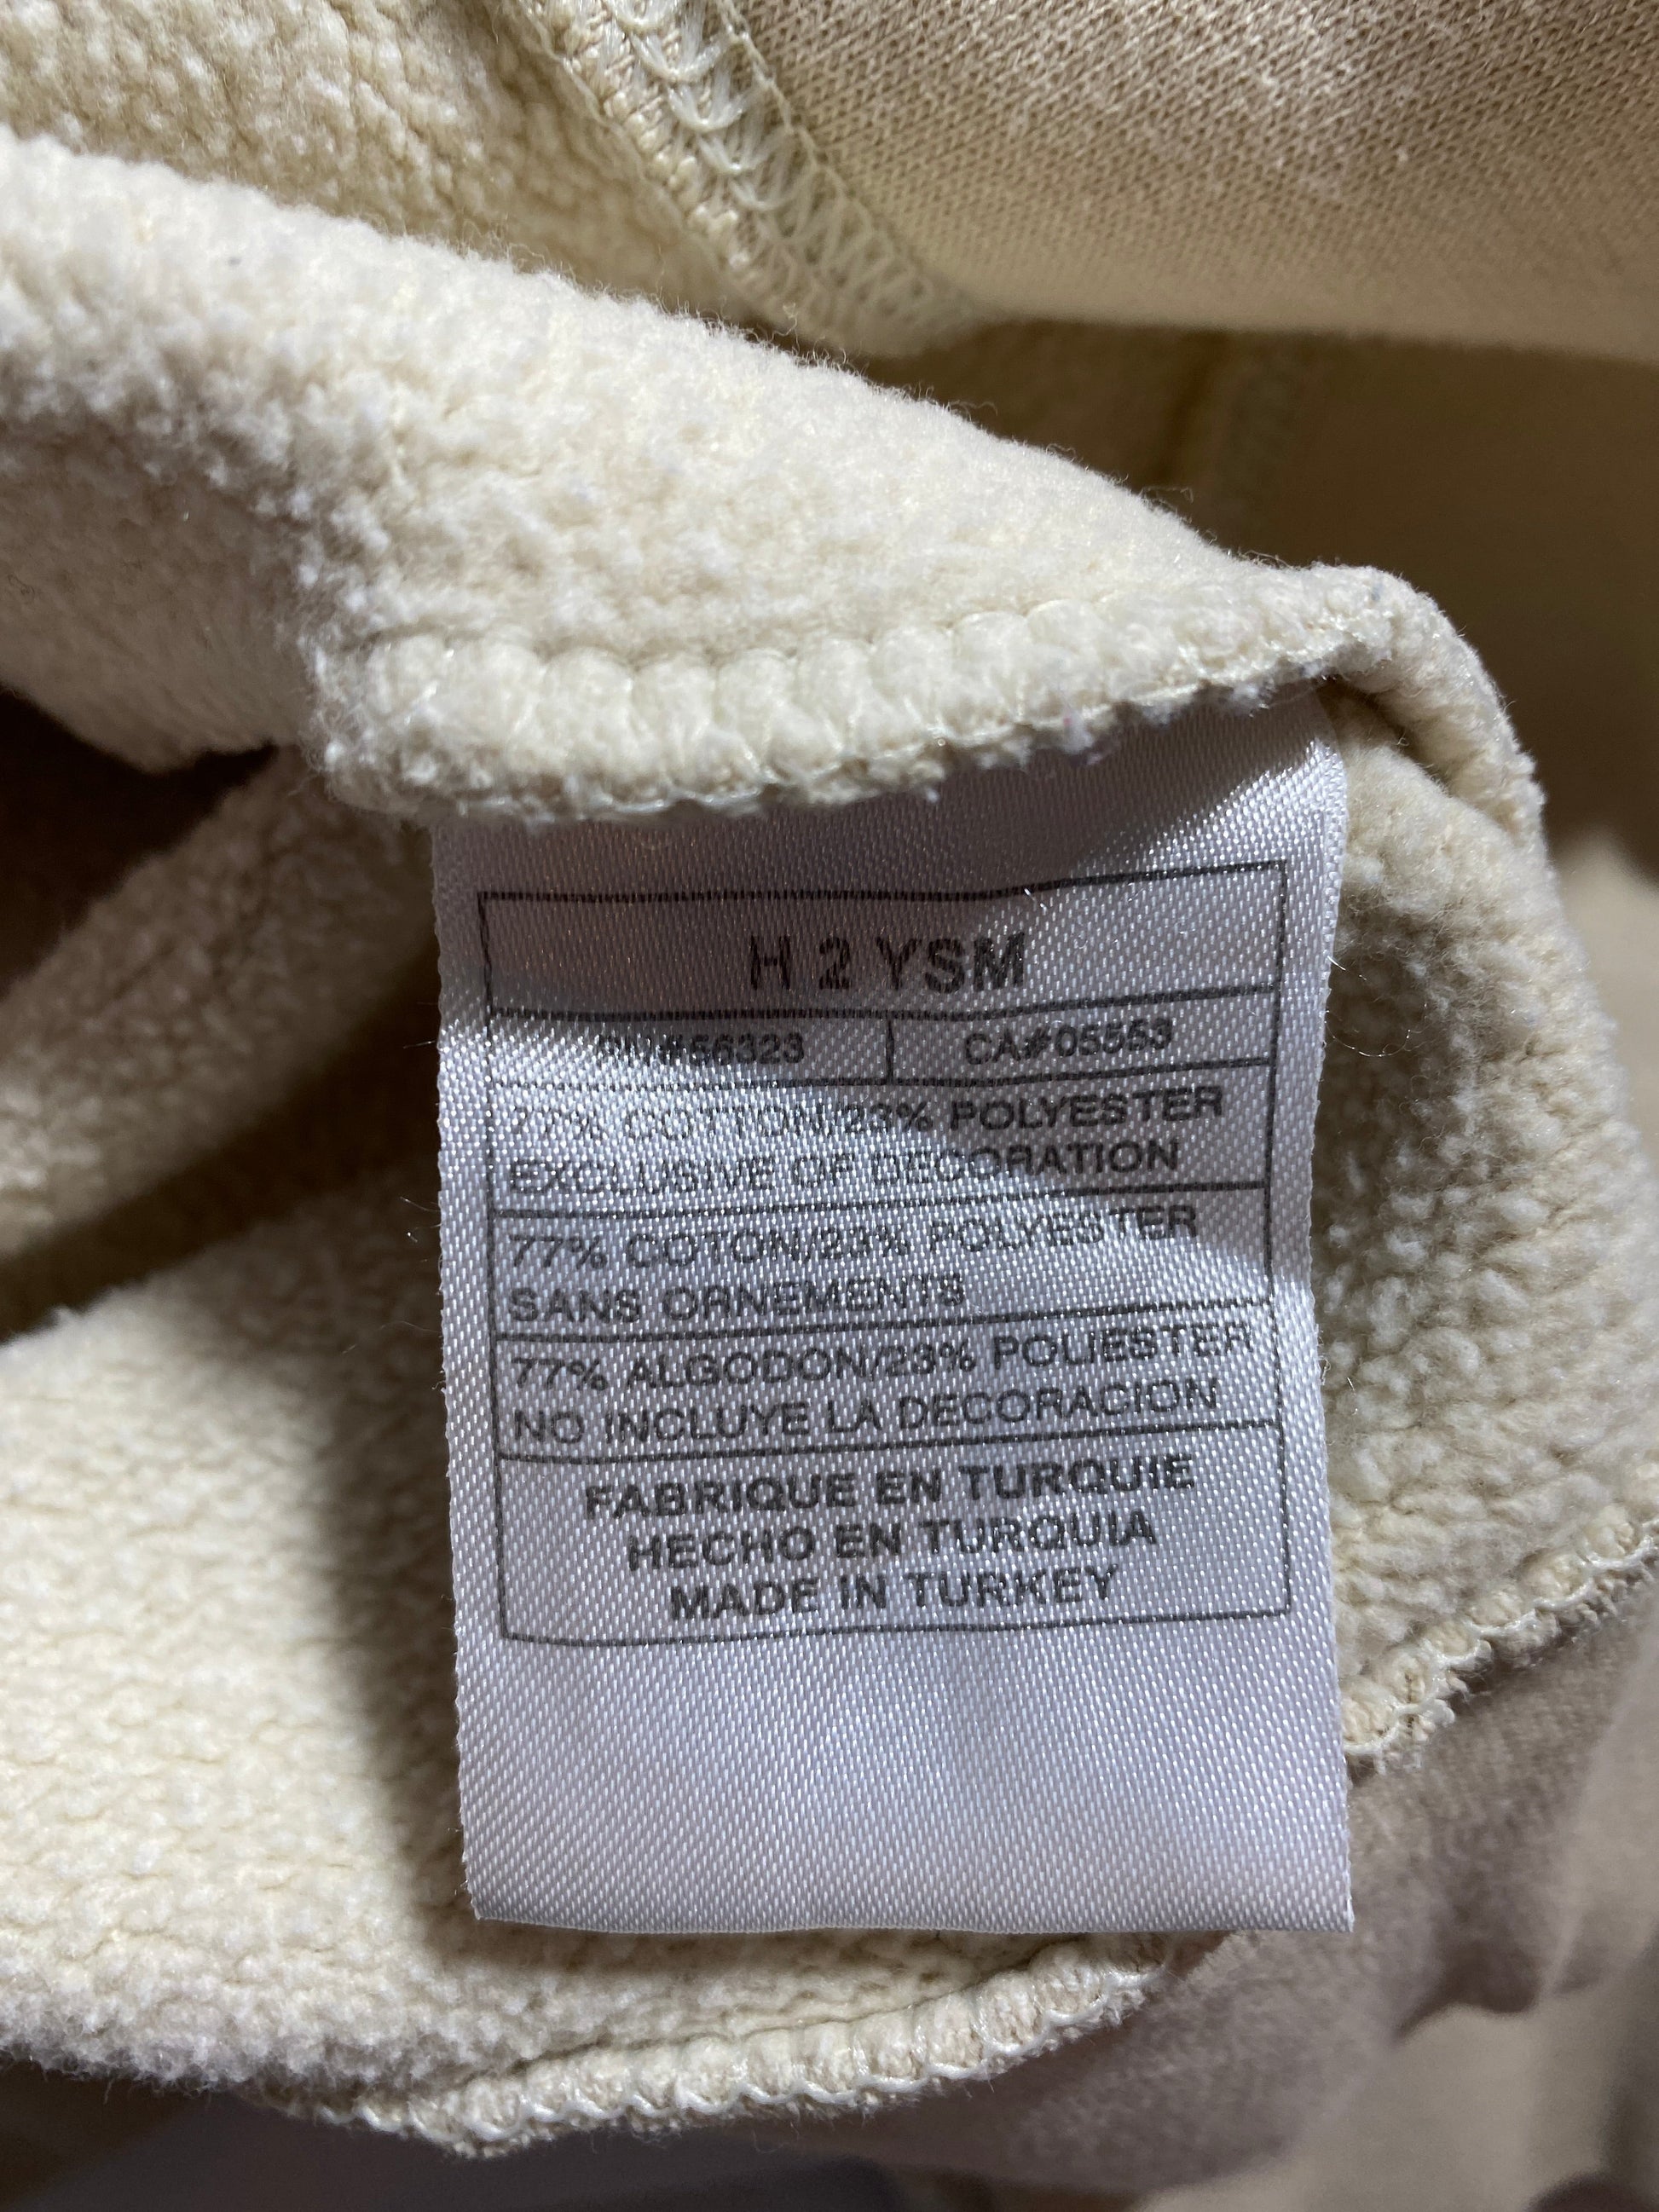 H 2 YSM
CA#05553
77% COTTON/23% POLYESTER
EXCLUSIVE OF DECORATION
77% COTON/23% POLYESTER
SANS ORNEMENTS
77% ALGODON/23% POLIESTER
NO INCLUYE LA DECORACION
FABRIQUE EN TURQUIE
HECHO EN TURQUIA
MADE IN TURKEY